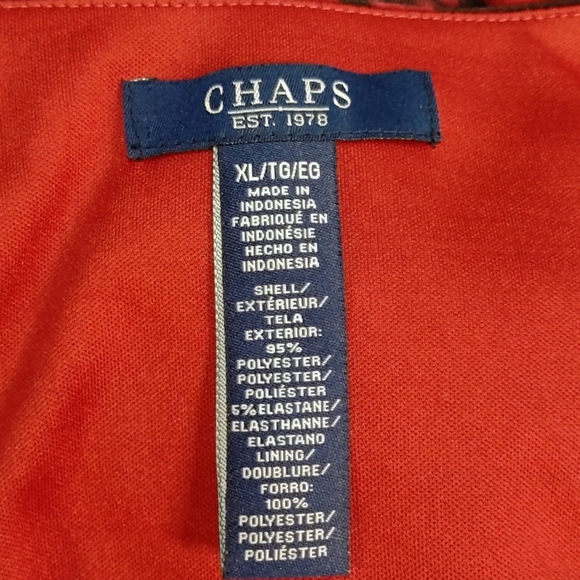 CHAPS
EST. 1978
XL/TG/EG
MADE IN
INDONESIA
FABRIQUÉ EN
INDONÉSIE
HECHO EN
INDONESIA
SHELL/
EXTÉRIEUR/
TELA
EXTERIOR:
95%
POLYESTER/
POLYESTER/
POLIÉSTER
5% ELASTANE/
ELASTHANNE/
ELASTANO
LINING/
DOUBLURE/
FORRO:
100%
POLYESTER/
POLYESTER/
POLIÉSTER